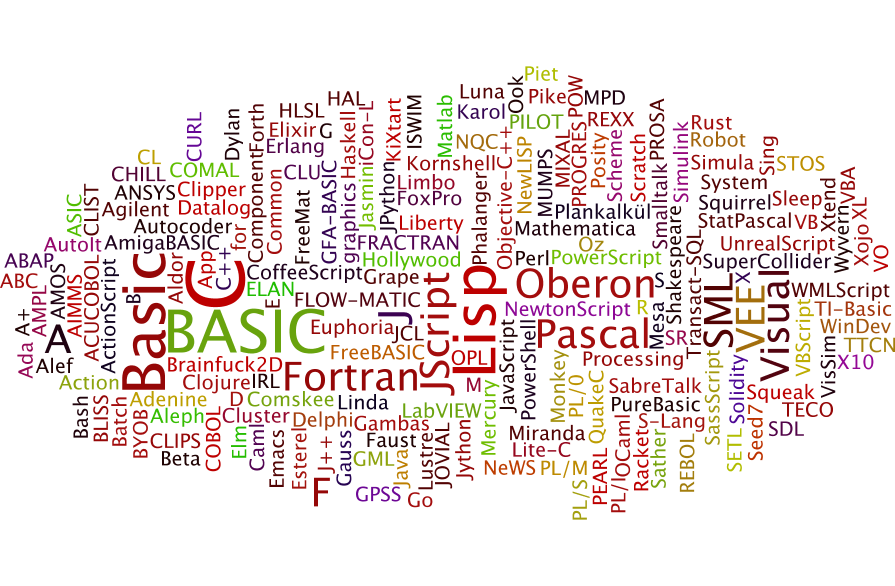 Piet
HAL
Luna
Ook
Pike
POW
MPD
HLSL
KiXtart
ISWIM
Matlab
Karol
PILOT
REXX
CURL
Dylan
Forth
Elixir
G
Haskell
Icon-L
NQC
Objective-C++
NewLISP
MIXAL
PROGRES
Posity
Scheme
Scratch
PROSA
Simulink
Rust
Robot
Erlang
CL
COMAL
CHILL
CLU
Jasmin
JPython
Kornshell
Limbo
MUMPS
Smalltalk
Simula
Sing
STOS
ANSYS
Clipper
Component
Common
FreeMat
GFA-BASIC
graphics
FoxPro
Phalanger
Plankalkül
System
Squirrel
Sleep
Xtend
VBA
ASIC
CLIST
Agilent
Datalog
for
Liberty
Mathematica
Shakespeare
StatPascal
VB
Wyvern
Xojo
XL
Autocoder
AutoIt
AmigaBASIC
App
C++
FRACTRAN
Oz
Transact-SQL
UnrealScript
VO
ABAP
AMOS
Aldor
CoffeeScript
Hollywood
Perl
PowerScript
SuperCollider
ABC
AMPL
AIMMS
ACUCOBOL
ActionScript
B
Basic
C
ELAN
E
FLOW-MATIC
Grape
JScript
Lisp
Oberon
S
Mesa
SML
VEE
X
Visual
WMLScript
A+
A
BASIC
Euphoria
J
JCL
NewtonScript
R
SR
Pascal
TI-Basic
WinDev
Ada
Alef
FreeBASIC
OPL
JavaScript
PowerShell
Processing
VBScript
VisSim
TTCN
X10
Action
Brainfuck2D
Clojure
IRL
Fortran
M
Monkey
PL/0
QuakeC
SabreTalk
SassScript
Solidity
Squeak
Bash
BLISS
Batch
Adenine
D
Comskee
Linda
LabVIEW
Mercury
PureBasic
TECO
BYOB
Aleph
Cluster
Delphi
Gambas
Miranda
S-Lang
Seed7
SDL
CLIPS
COBOL
Elm
Caml
Emacs
Esterel
J++
Gauss
Faust
Lustre
JOVIAL
Jython
Lite-C
OCaml
Racket
Sather
REBOL
SETL
Beta
GML
Java
NeWS
PL/M
PL/S
PEARL
PL/I
F
GPSS
Go